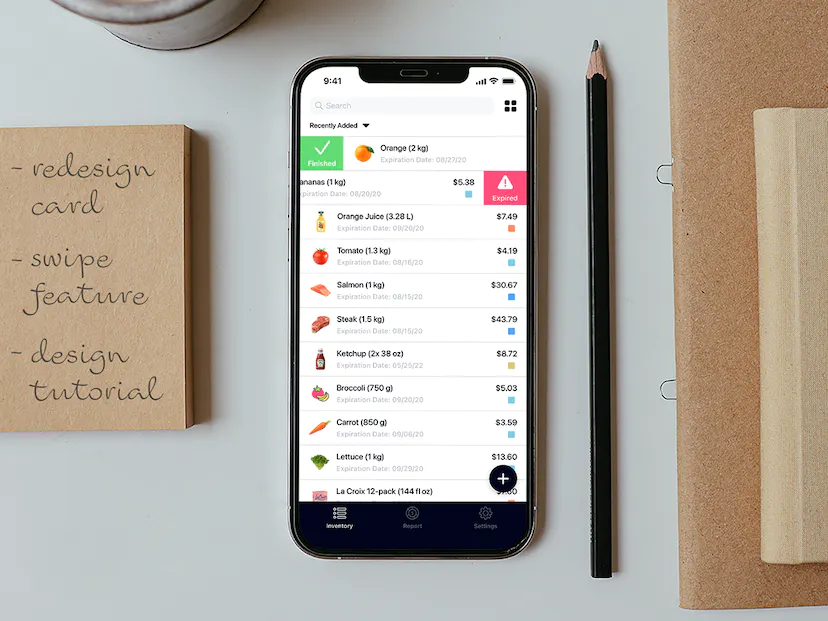 - redesign
card
- swipe
feature
- design
tutorial
9:41
Search
Recently Added
Finished
Orange (2 kg)
Expiration Date: 08/27/20
ananas (1 kg)
$5.38
xpiration Date: 08/20/20
Expired
Orange Juice (3.28 L)
$7.49
Expiration Date: 09/20/20
Tomato (1.3 kg)
$4.19
Expiration Date: 08/16/20
Salmon (1 kg)
$30.67
Expiration Date: 08/15/20
Steak (1.5 kg)
$43.79
Expiration Date: 08/15/20
Ketchup (2x 38 oz)
$8.72
Expiration Date: 05/25/22
Broccoli (750 g)
$5.03
Expiration Date: 09/20/20
Carrot (850 g)
$3.59
Expiration Date: 09/06/20
Lettuce (1 kg)
$13.60
Expiration Date: 09/29/20
La Croix 12-pack (144 fl oz)
Inventory
Report
Settings